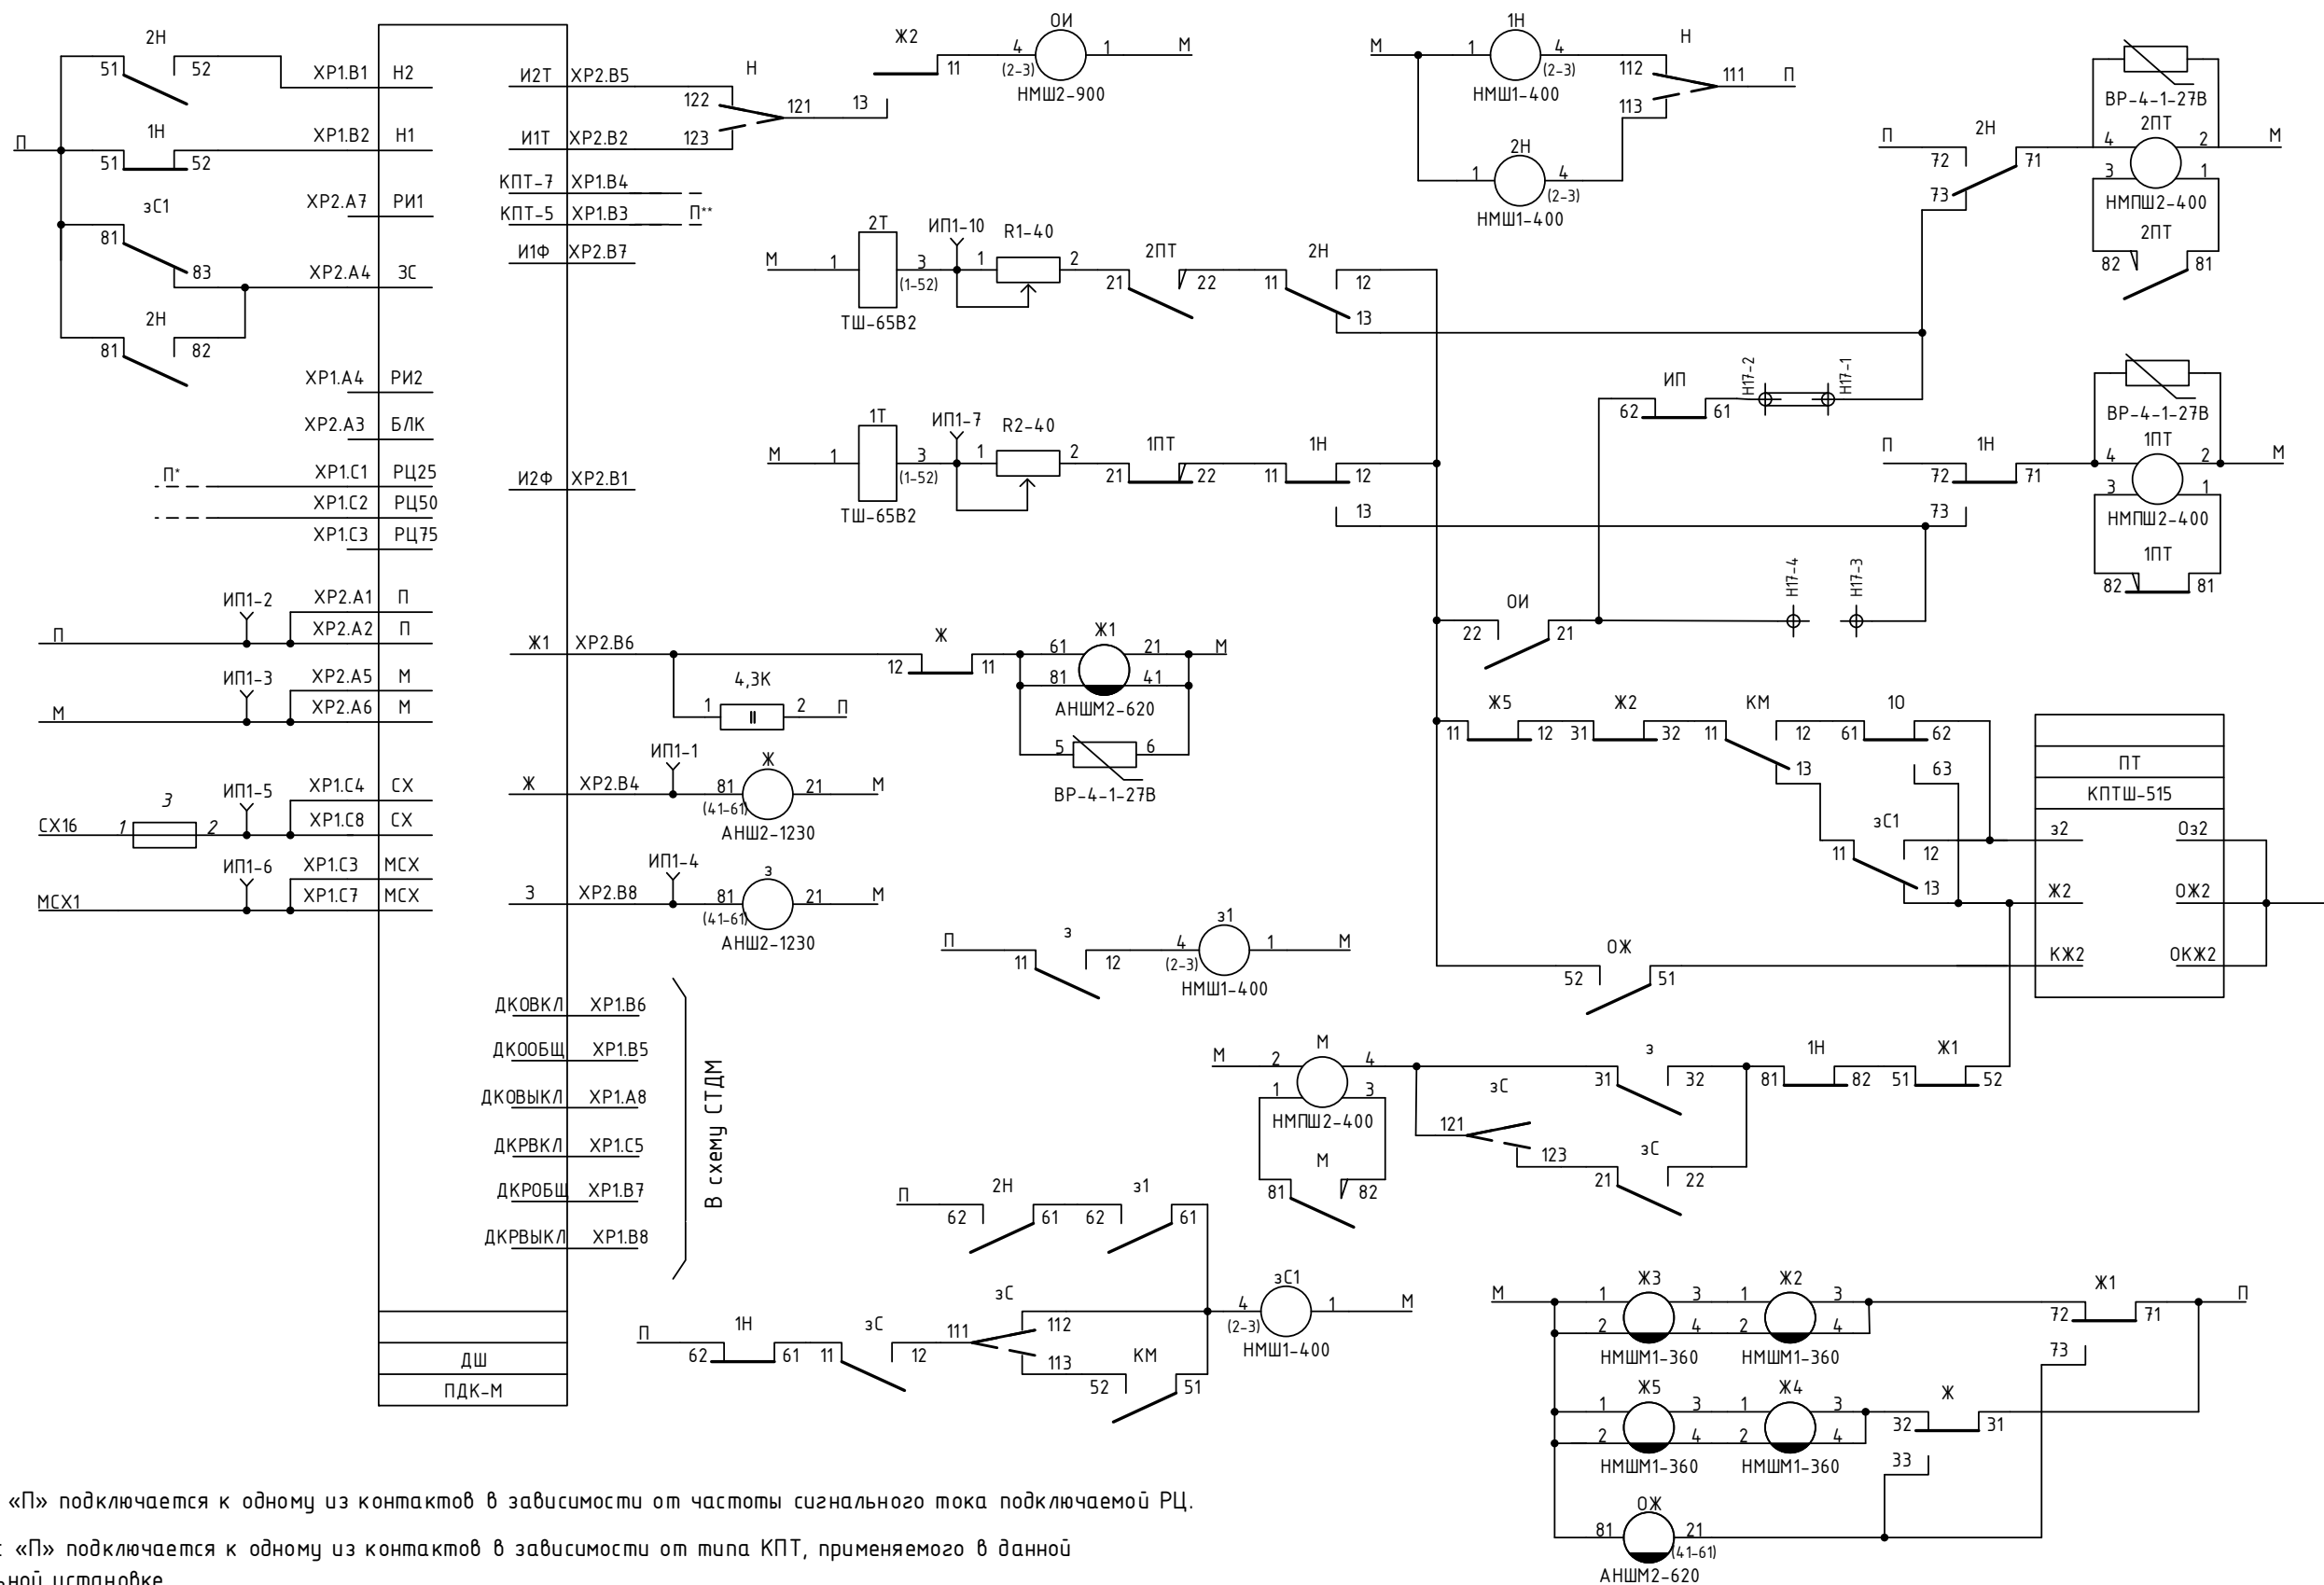 2Н
51 52
ХР1.В1 Н2
П
1Н
51 52
ХР1.В2 Н1
ХР2.А7 РИ1
зС1
81
83
ХР2.А4 ЗС
2Н
81 82
ХР1.А4 РИ2
ХР2.А3 БЛК
П*
ХР1.С1 РЦ25
ХР1.С2 РЦ50
ХР1.С3 РЦ75
ИП1-2
ХР2.А1 П
П
ХР2.А2 П
ИП1-3
ХР2.А5 М
М
ХР2.А6 М
3
ИП1-5
ХР1.С4 СХ
СХ16
1 2
ХР1.С8 СХ
ИП1-6
ХР1.С3 МСХ
МСХ1
ХР1.С7 МСХ
И2Т ХР2.В5
И1Т ХР2.В2
КПТ-7 ХР1.В4
КПТ-5 ХР1.В3 П**
И1Ф ХР2.В7
И2Ф ХР2.В1
Ж1 ХР2.В6
Ж ХР2.В4
З ХР2.В8
ДКОВКЛ ХР1.В6
ДКООБЩ ХР1.В5
ДКОВЫКЛ ХР1.А8
ДКРВКЛ ХР1.С5
ДКРОБЩ ХР1.В7
ДКРВЫКЛ ХР1.В8
В схему СТДМ
ДШ
ПДК-М
Н
122
121
123
13
Ж2
11
ОИ
4 1 М
(2-3)
НМШ2-900
М
1Н
1 4
(2-3)
НМШ1-400
Н
112
111 П
113
2Н
1 4
(2-3)
НМШ1-400
ВР-4-1-27В
П
2Н
72 71
73
2ПТ
4 2 М
3 1
НМПШ2-400
2ПТ
82 81
2Т
М 1 3
(1-52)
ТШ-65В2
ИП1-10
R1-40
1 2
2ПТ
21 22
2Н
11 12
13
1Т
М 1 3
(1-52)
ТШ-65В2
ИП1-7
R2-40
1 2
1ПТ
21 22
1Н
11 12
13
ИП
62 61
Н17-2
Н17-1
ВР-4-1-27В
П
1Н
72 71
73
1ПТ
4 2 М
3 1
НМПШ2-400
1ПТ
82 81
ОИ
22 21
Н17-4
Н17-3
Ж
12 11
4,3К
1 2 П
Ж1
61 21 М
81 41
АНШМ2-620
5 6
ВР-4-1-27В
ИП1-1
Ж
81 21 М
(41-61)
АНШ2-1230
ИП1-4
з
81 21 М
(41-61)
АНШ2-1230
Ж5
11 12
Ж2
31 32
КМ
11 12
13
1О
61 62
63
зС1
11 12
13
ПТ
КПТШ-515
з2 Оз2
Ж2 ОЖ2
КЖ2 ОКЖ2
ОЖ
52 51
П
з
11 12
з1
4 1 М
(2-3)
НМШ1-400
М
М
2 4
1 3
НМПШ2-400
М
81 82
з
31 32
зС
121
123
зС
21 22
1Н
81 82
Ж1
51 52
П
2Н
62 61
з1
62 61
П
1Н
62 61
зС
11 12
зС
111 112
113
КМ
52 51
зС1
4 1 М
(2-3)
НМШ1-400
М
Ж3
1 3
2 4
НМШМ1-360
Ж2
1 3
2 4
НМШМ1-360
Ж1
72 71 П
73
Ж5
1 3
2 4
НМШМ1-360
Ж4
1 3
2 4
НМШМ1-360
Ж
32 31
33
ОЖ
81 21
(41-61)
АНШМ2-620
«П» подключается к одному из контактов в зависимости от частоты сигнального тока подключаемой РЦ.
: «П» подключается к одному из контактов в зависимости от типа КПТ, применяемого в данной
ьной установке